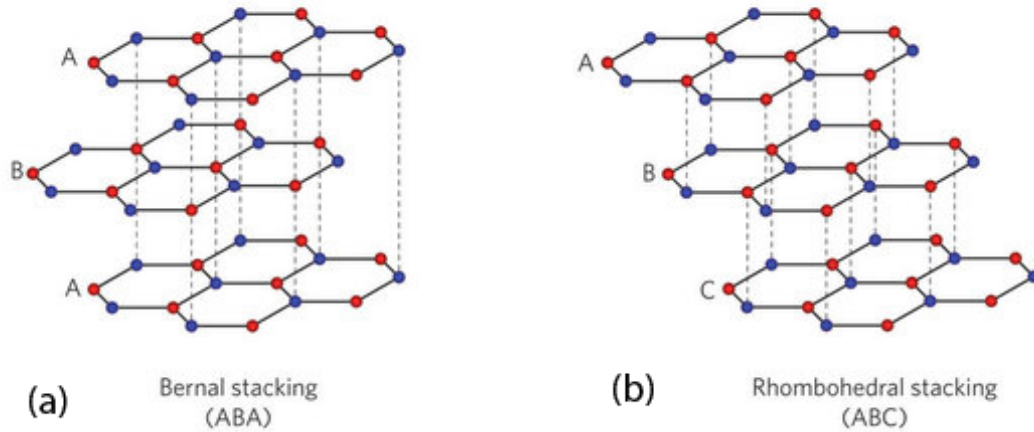 A
B
A
(a)
Bernal stacking
(ABA)
A
B
C
(b)
Rhombohedral stacking
(ABC)